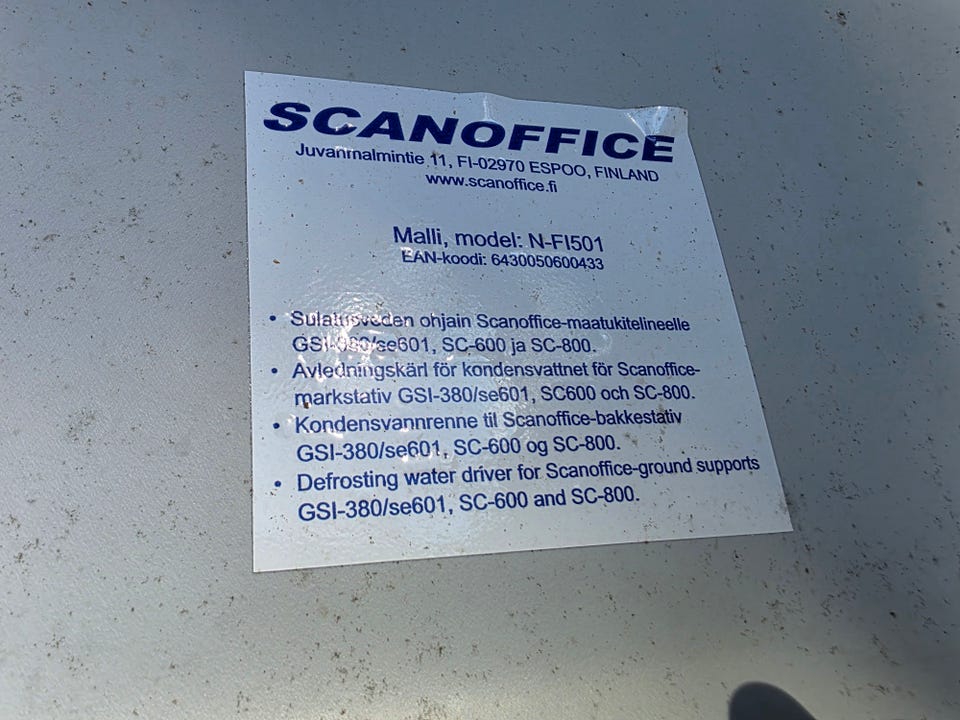 SCANOFFICE
Juvanmalmintie 11, FI-02970 ESPOO, FINLAND
www.scanoffice.fi
Malli, model: N-FI501
EAN-koodi: 6430050600433
• Sulatusveden ohjain Scanoffice-maatukitelineelle
GSI-380/se601, SC-600 ja SC-800.
• Avledningskärl för kondensvattnet för Scanoffice-
markstativ GSI-380/se601, SC600 och SC-800.
• Kondensvannrenne til Scanoffice-bakkestativ
GSI-380/se601, SC-600 og SC-800.
• Defrosting water driver for Scanoffice-ground supports
GSI-380/se601, SC-600 and SC-800.